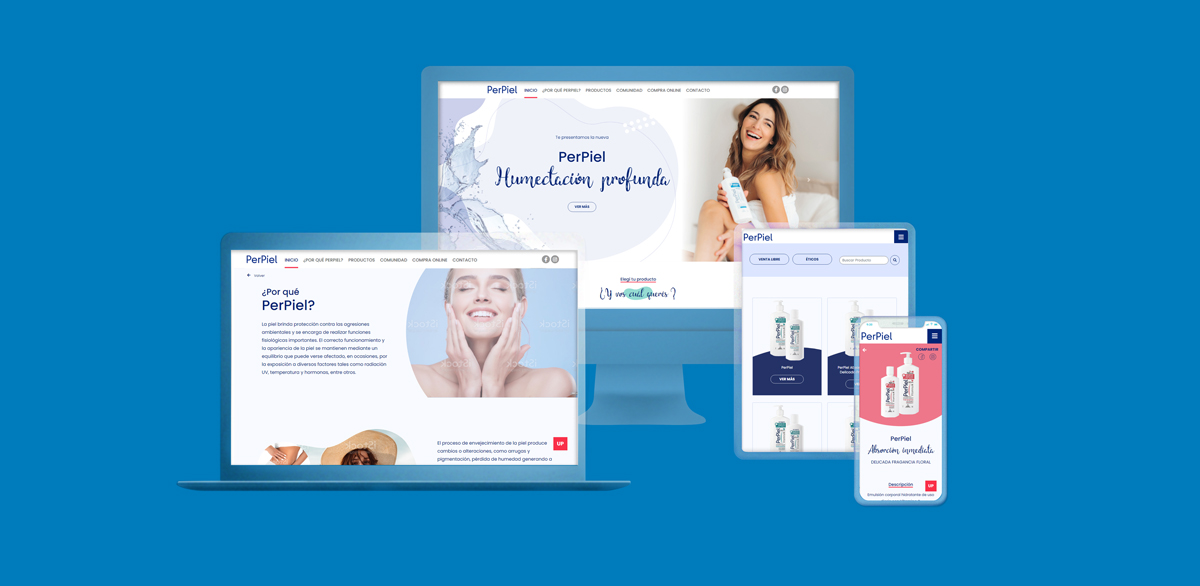 PerPiel INICIO ¿POR QUÉ PERPIEL? PRODUCTOS COMUNIDAD COMPRA ONLINE CONTACTO
Te presentamos la nueva
PerPiel
Humectación profunda
VER MÁS
Elegí tu producto
¿Y vos cuál querés?
PerPiel INICIO ¿POR QUÉ PERPIEL? PRODUCTOS COMUNIDAD COMPRA ONLINE CONTACTO
Volver
¿Por qué
PerPiel?
La piel brinda protección contra las agresiones
ambientales y se encarga de realizar funciones
fisiológicas importantes. El correcto funcionamiento y
la apariencia de la piel se mantienen mediante un
equilibrio que puede verse afectado, en ocasiones, por
la exposición a diversos factores tales como radiación
UV, temperatura y hormonas, entre otros.
El proceso de envejecimiento de la piel produce
cambios o alteraciones, como arrugas y
pigmentación, pérdida de humedad generando a
UP
PerPiel
VENTA LIBRE ÉTICOS Buscar Producto
PerPiel
VER MÁS
PerPiel
COMPARTIR
PerPiel
Absorción inmediata
DELICADA FRAGANCIA FLORAL
Descripción
UP
Emulsión corporal hidratante de uso